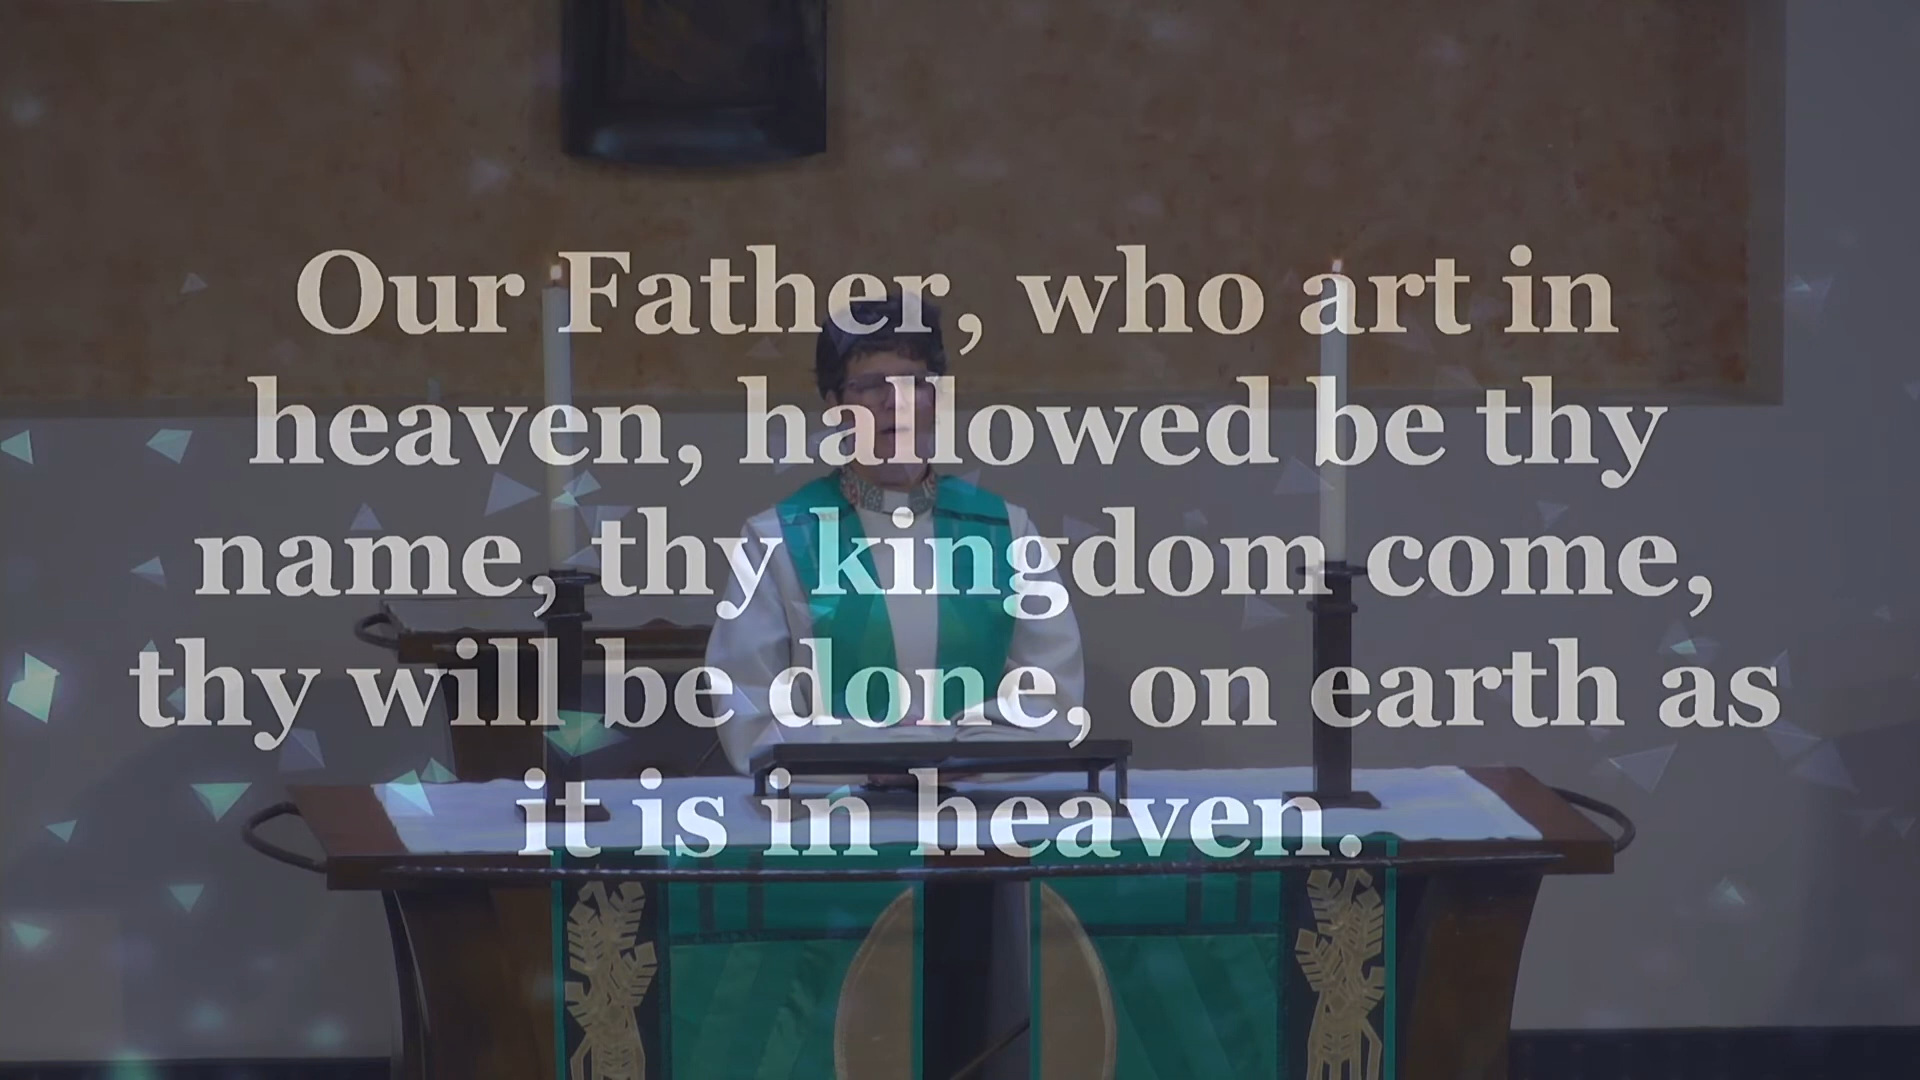 Our Father, who art in
heaven, hallowed be thy
name, thy kingdom come,
thy will be done, on earth as
it is in heaven.